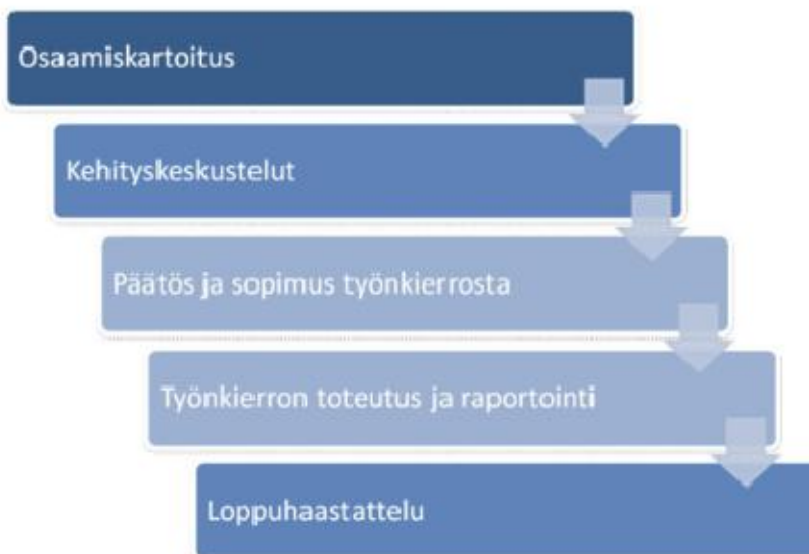 Osaamiskartoitus
Kehityskeskustelut
Päätös ja sopimus työnkierrosta
Työnkierron toteutus ja raportointi
Loppuhaastattelu